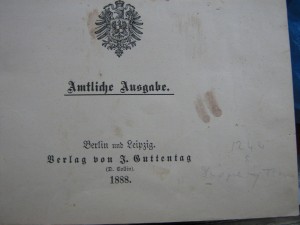 Amtliche Ausgabe.
Berlin und Leipzig.
Verlag von J. Guttentag
(D. Collin).
1888.